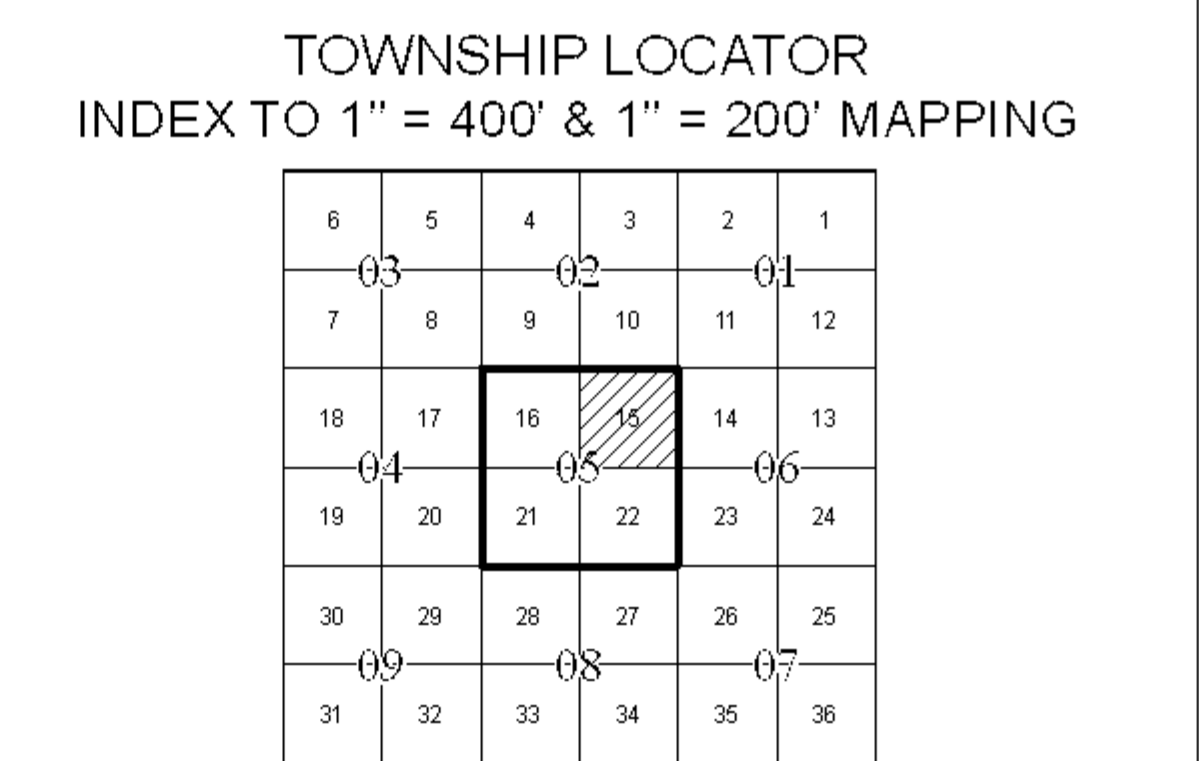 TOWNSHIP LOCATOR
INDEX TO 1" = 400' & 1" = 200' MAPPING
6 5 4 3 2 1
03 02 01
7 8 9 10 11 12
18 17 16 15 14 13
04 05 06
19 20 21 22 23 24
30 29 28 27 26 25
09 08 07
31 32 33 34 35 36